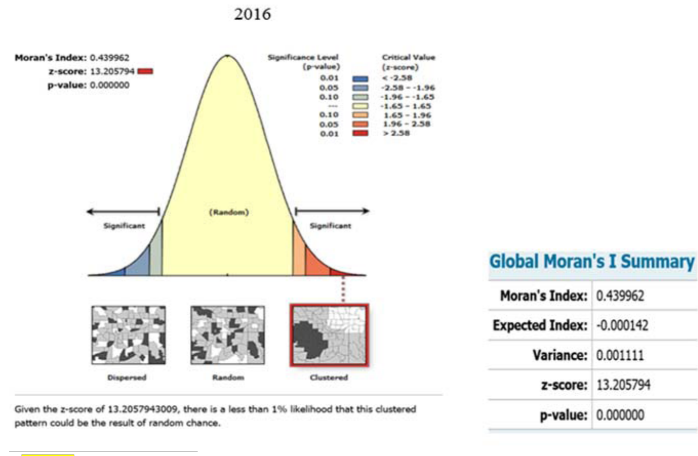 2016
Moran's Index: 0.439962
z-score: 13.205794
p-value: 0.000000
Significance Level
(p-value)
0.01
0.05
0.10
---
0.10
0.05
0.01
Critical Value
(z-score)
< -2.58
-2.58 - -1.96
-1.96 - -1.65
-1.65 - 1.65
1.65 - 1.96
1.96 - 2.58
> 2.58
(Random)
Significant
Significant
Dispersed
Random
Clustered
Given the z-score of 13.2057943009, there is a less than 1% likelihood that this clustered
pattern could be the result of random chance.
Global Moran's I Summary
Moran's Index: 0.439962
Expected Index: -0.000142
Variance: 0.001111
z-score: 13.205794
p-value: 0.000000